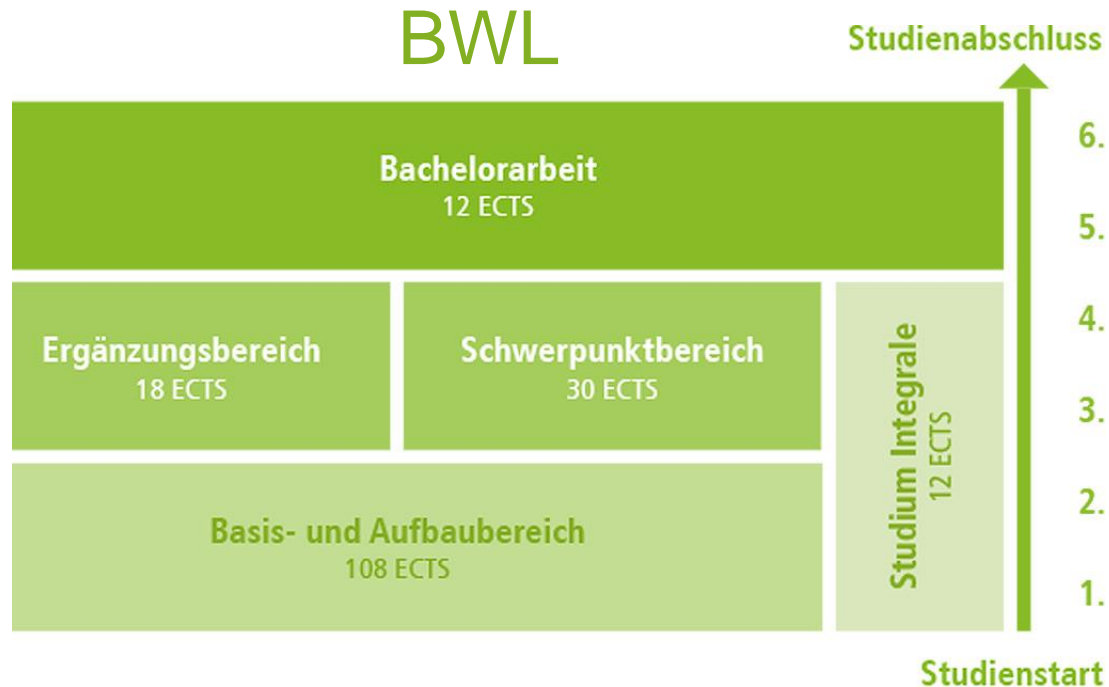 BWL
Studienabschluss
6.
Bachelorarbeit
12 ECTS
5.
4.
Ergänzungsbereich
18 ECTS
Schwerpunktbereich
30 ECTS
Studium Integrale
12 ECTS
3.
2.
Basis- und Aufbaubereich
108 ECTS
1.
Studienstart